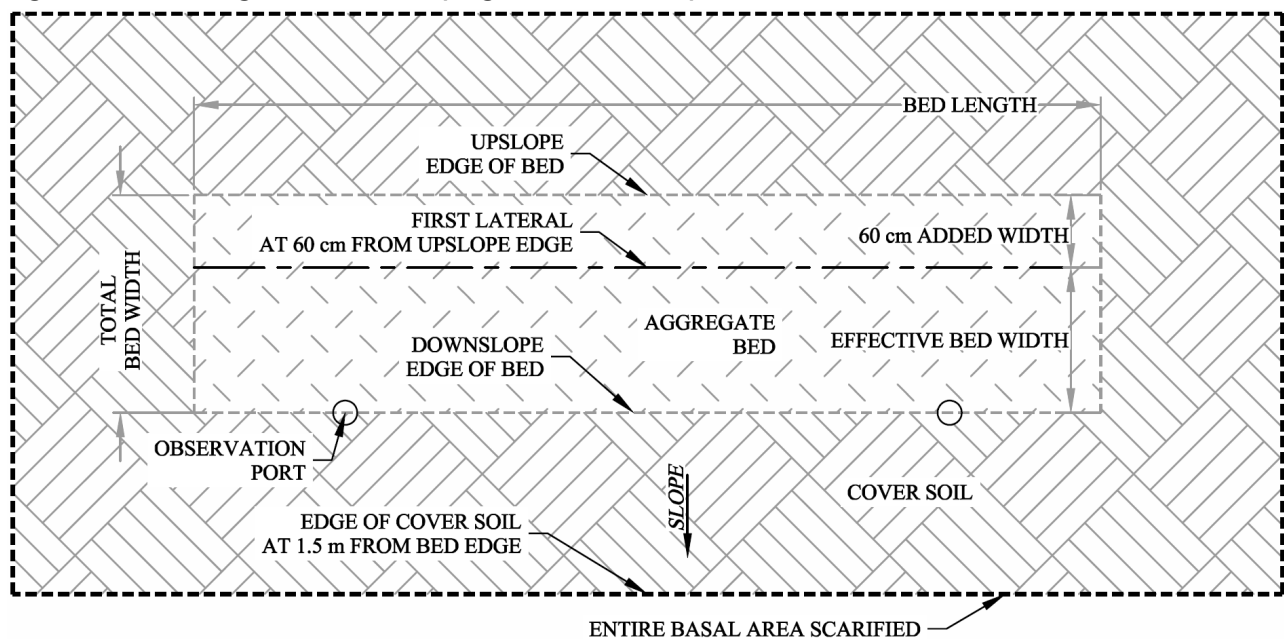 BED LENGTH
UPSLOPE
EDGE OF BED
FIRST LATERAL
AT 60 cm FROM UPSLOPE EDGE
60 cm ADDED WIDTH
TOTAL
BED WIDTH
AGGREGATE
BED
EFFECTIVE BED WIDTH
DOWNSLOPE
EDGE OF BED
OBSERVATION
PORT
SLOPE
COVER SOIL
EDGE OF COVER SOIL
AT 1.5 m FROM BED EDGE
ENTIRE BASAL AREA SCARIFIED